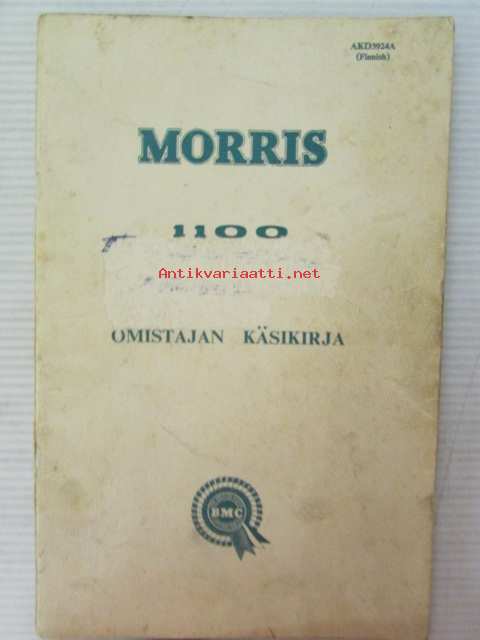 AKD3924A
(Finnish)
MORRIS
1100
Antikvariaatti.net
OMISTAJAN KÄSIKIRJA
BMC